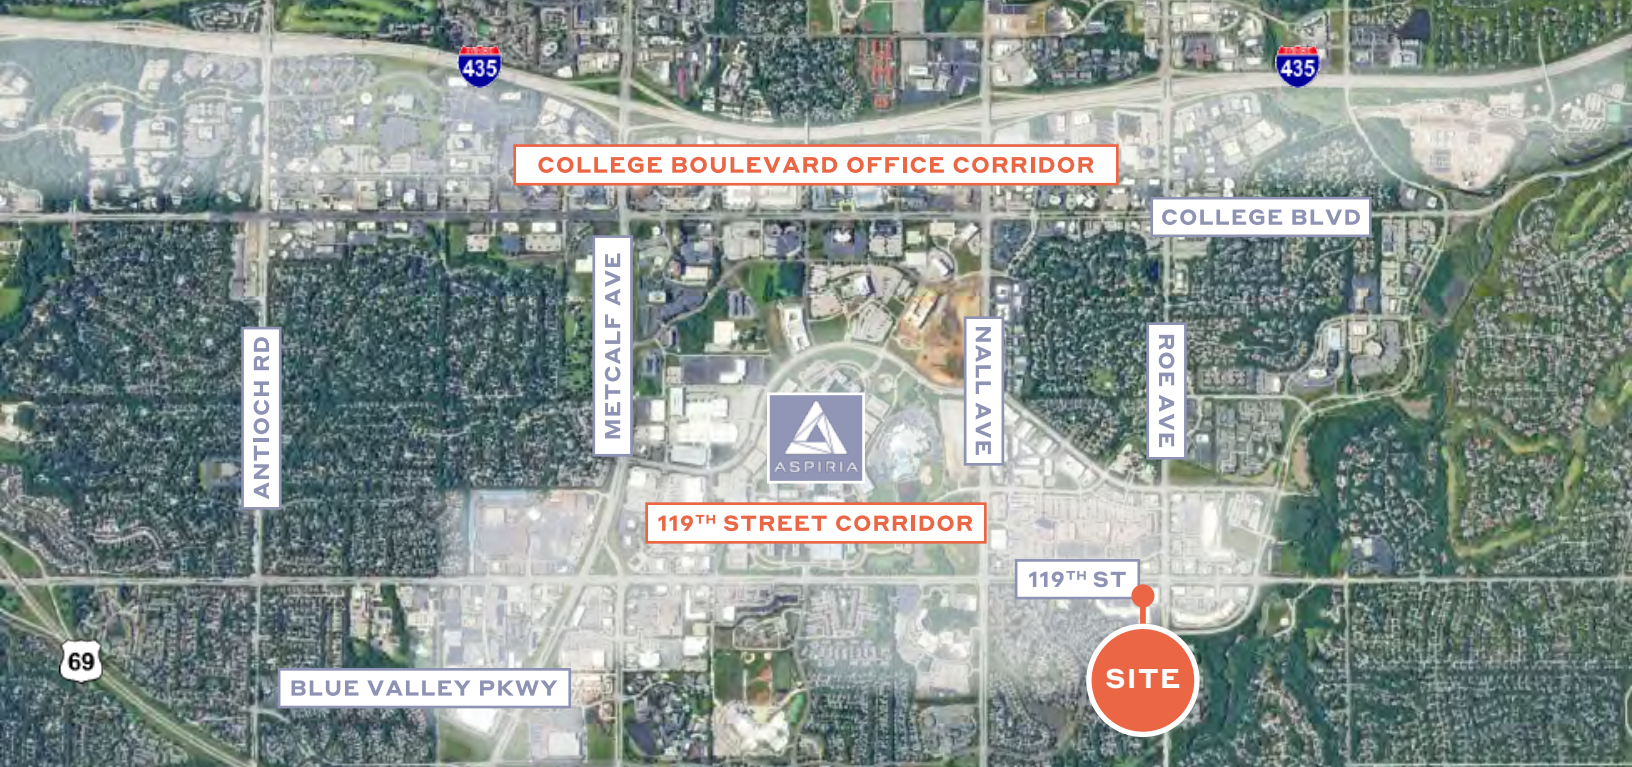 435
435
COLLEGE BOULEVARD OFFICE CORRIDOR
COLLEGE BLVD
METCALF AVE
NALL AVE
ROE AVE
ANTIOCH RD
ASPIRIA
119TH STREET CORRIDOR
119TH ST
69
BLUE VALLEY PKWY
SITE